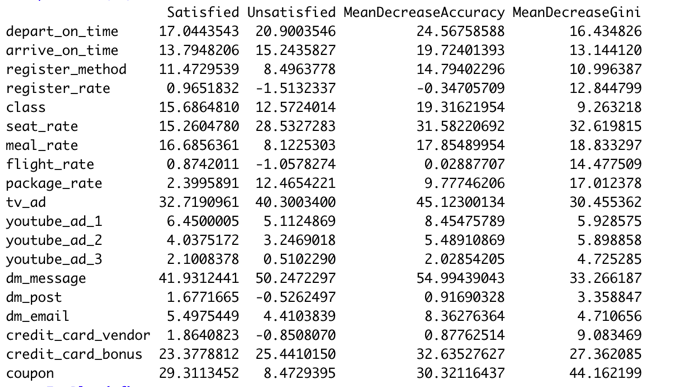 Satisfied Unsatisfied MeanDecreaseAccuracy MeanDecreaseGini
depart_on_time 17.0443543 20.9003546 24.56758588 16.434826
arrive_on_time 13.7948206 15.2435827 19.72401393 13.144120
register_method 11.4729539 8.4963778 14.79402296 10.996387
register_rate 0.9651832 -1.5132337 -0.34705709 12.844799
class 15.6864810 12.5724014 19.31621954 9.263218
seat_rate 15.2604780 28.5327283 31.58220692 32.619815
meal_rate 16.6856361 8.1225303 17.85489954 18.833297
flight_rate 0.8742011 -1.0578274 0.02887707 14.477509
package_rate 2.3995891 12.4654221 9.77746206 17.012378
tv_ad 32.7190961 40.3003400 45.12300134 30.455362
youtube_ad_1 6.4500005 5.1124869 8.45475789 5.928575
youtube_ad_2 4.0375172 3.2469018 5.48910869 5.898858
youtube_ad_3 2.1008378 0.5102290 2.02854205 4.725285
dm_message 41.9312441 50.2472297 54.99439043 33.266187
dm_post 1.6771665 -0.5262497 0.91690328 3.358847
dm_email 5.4975449 4.4103839 8.36276364 4.710656
credit_card_vendor 1.8640823 -0.8508070 0.87762514 9.083469
credit_card_bonus 23.3778812 25.4410150 32.63527627 27.362085
coupon 29.3113452 8.4729395 30.32116437 44.162199